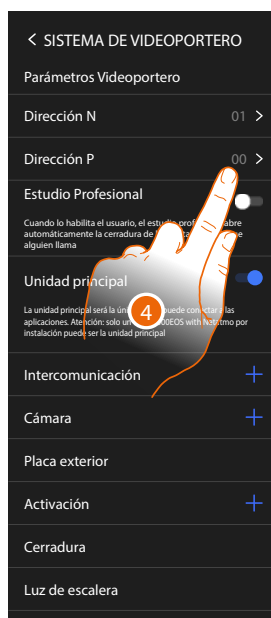 < SISTEMA DE VIDEOPORTERO
Parámetros Videoportero
Dirección N 01 >
Dirección P 00 >
Estudio Profesional
Cuando lo habilita el usuario, el estudio abre
automáticamente la cerradura de
alguien llama
Unidad principal
La unidad principal será la puede las
aplicaciones. Atención: solo un with por
instalación puede ser la unidad principal
4
Intercomunicación +
Cámara +
Placa exterior
Activación +
Cerradura
Luz de escalera